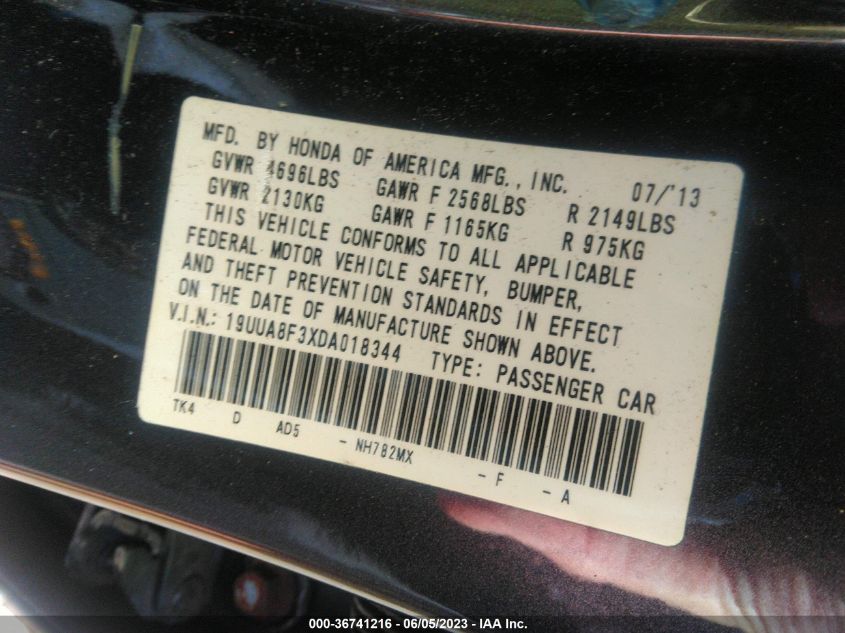 MFD. BY HONDA OF AMERICA MFG., INC. 07/'13
GVWR 4696LBS GAWR F 2568LBS R 2149LBS
GVWR 2130KG GAWR F 1165KG R 975KG
THIS VEHICLE CONFORMS TO ALL APPLICABLE
FEDERAL MOTOR VEHICLE SAFETY, BUMPER,
AND THEFT PREVENTION STANDARDS IN EFFECT
ON THE DATE OF MANUFACTURE SHOWN ABOVE.
V.I.N.: 19UUA8F3XDA018344 TYPE: PASSENGER CAR
TK4 D AD5 - NH782MX - F - A
000-36741216 - 06/05/2023 - IAA Inc.